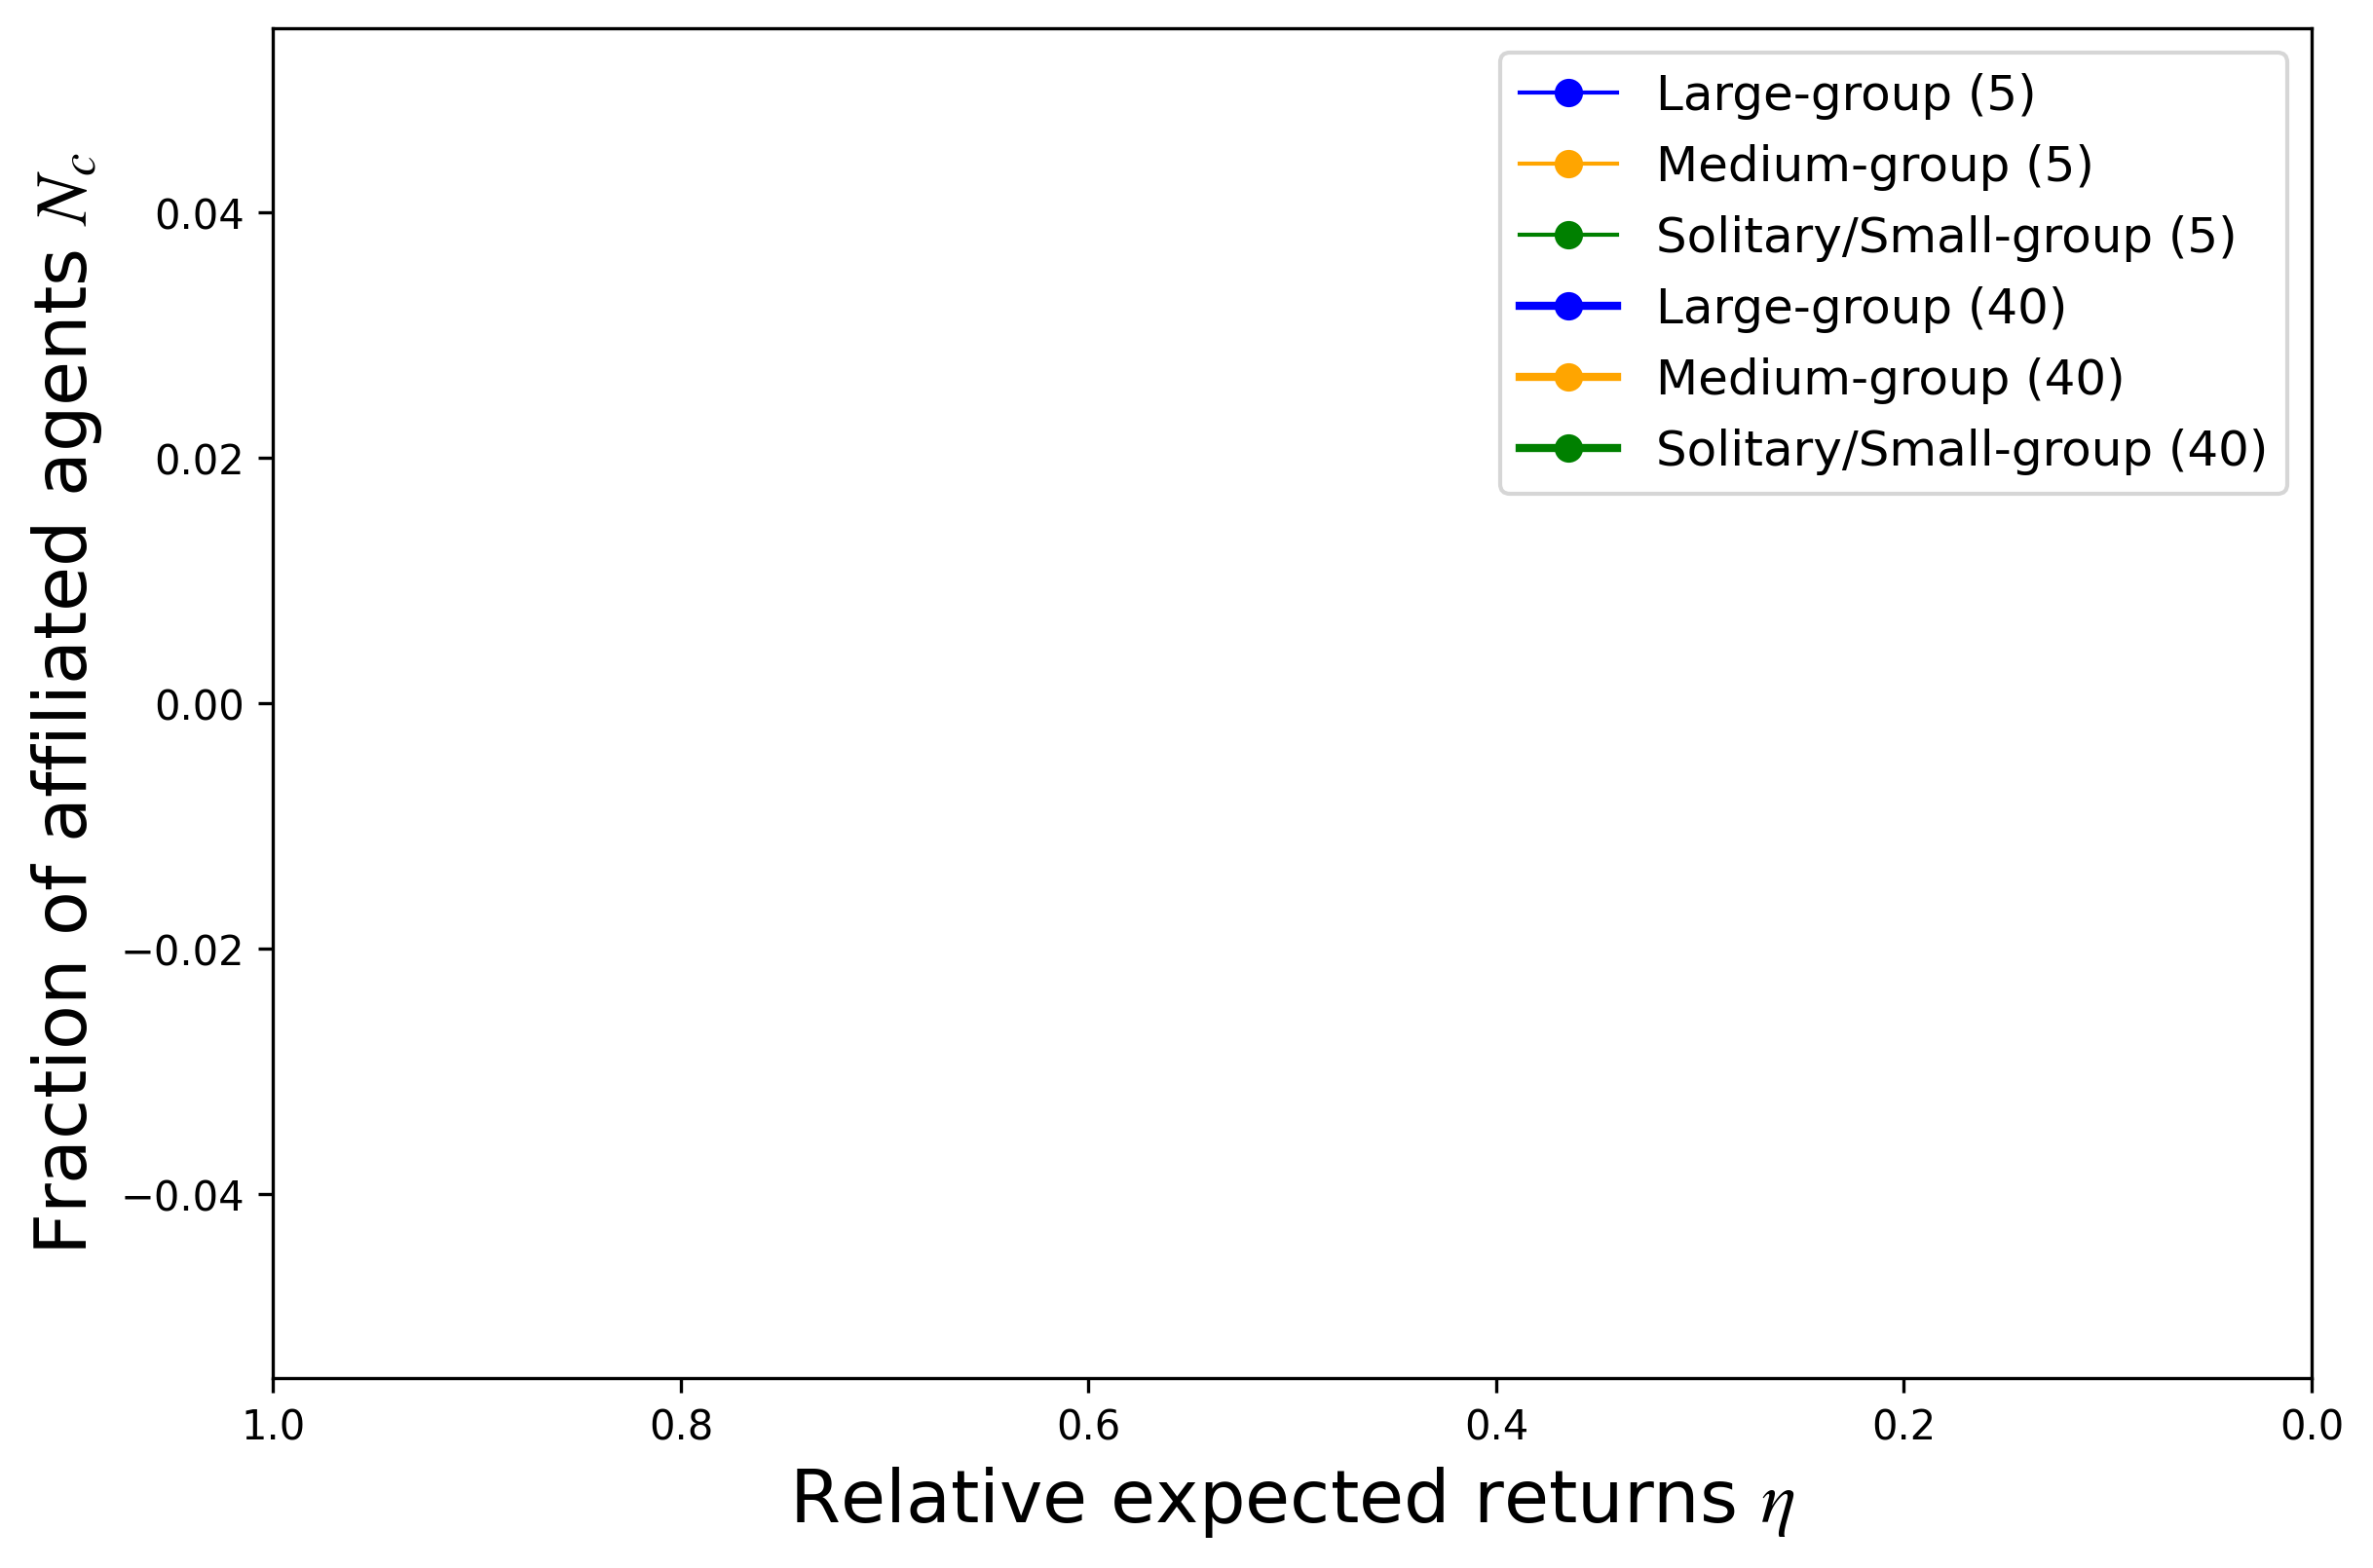 Large-group (5)
Medium-group (5)
Solitary/Small-group (5)
Large-group (40)
Medium-group (40)
Solitary/Small-group (40)
Fraction of affiliated agents N_c
0.04
0.02
0.00
−0.02
−0.04
1.0 0.8 0.6 0.4 0.2 0.0
Relative expected returns η